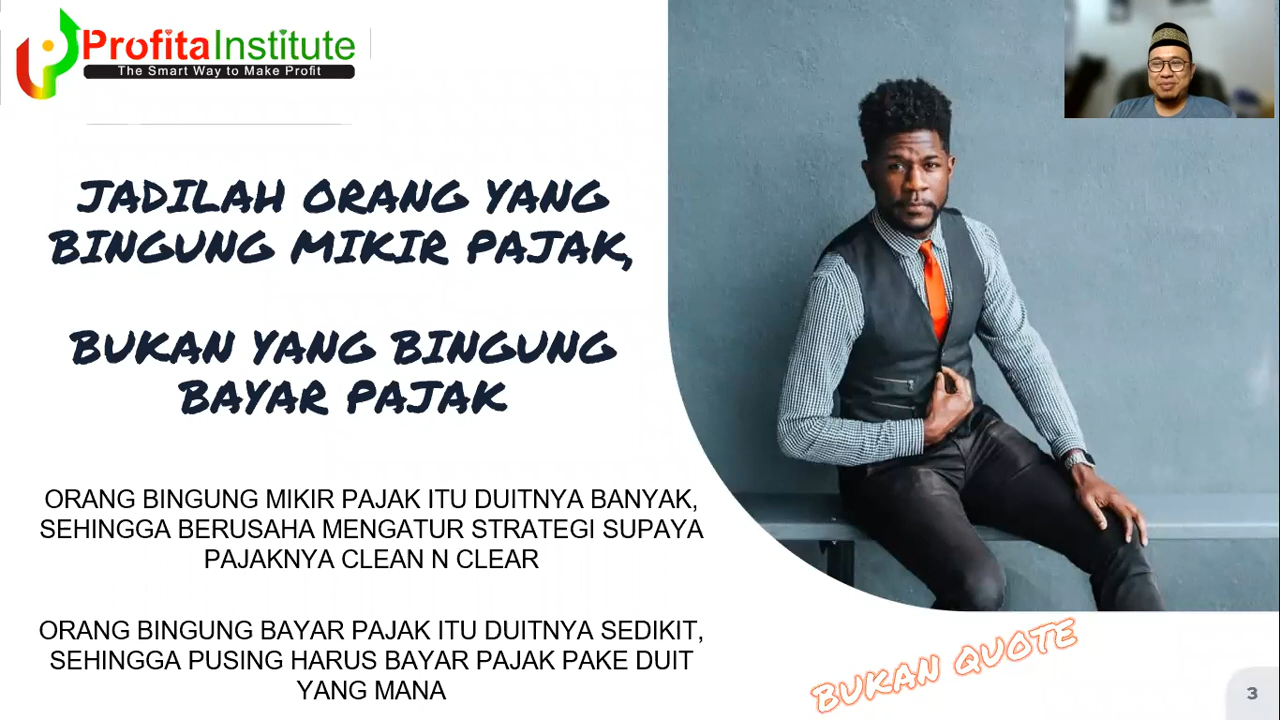 ProfitaInstitute
The Smart Way to Make Profit
JADILAH ORANG YANG
BINGUNG MIKIR PAJAK,
BUKAN YANG BINGUNG
BAYAR PAJAK
ORANG BINGUNG MIKIR PAJAK ITU DUITNYA BANYAK,
SEHINGGA BERUSAHA MENGATUR STRATEGI SUPAYA
PAJAKNYA CLEAN N CLEAR
ORANG BINGUNG BAYAR PAJAK ITU DUITNYA SEDIKIT,
SEHINGGA PUSING HARUS BAYAR PAJAK PAKE DUIT
YANG MANA
BUKAN QUOTE
3